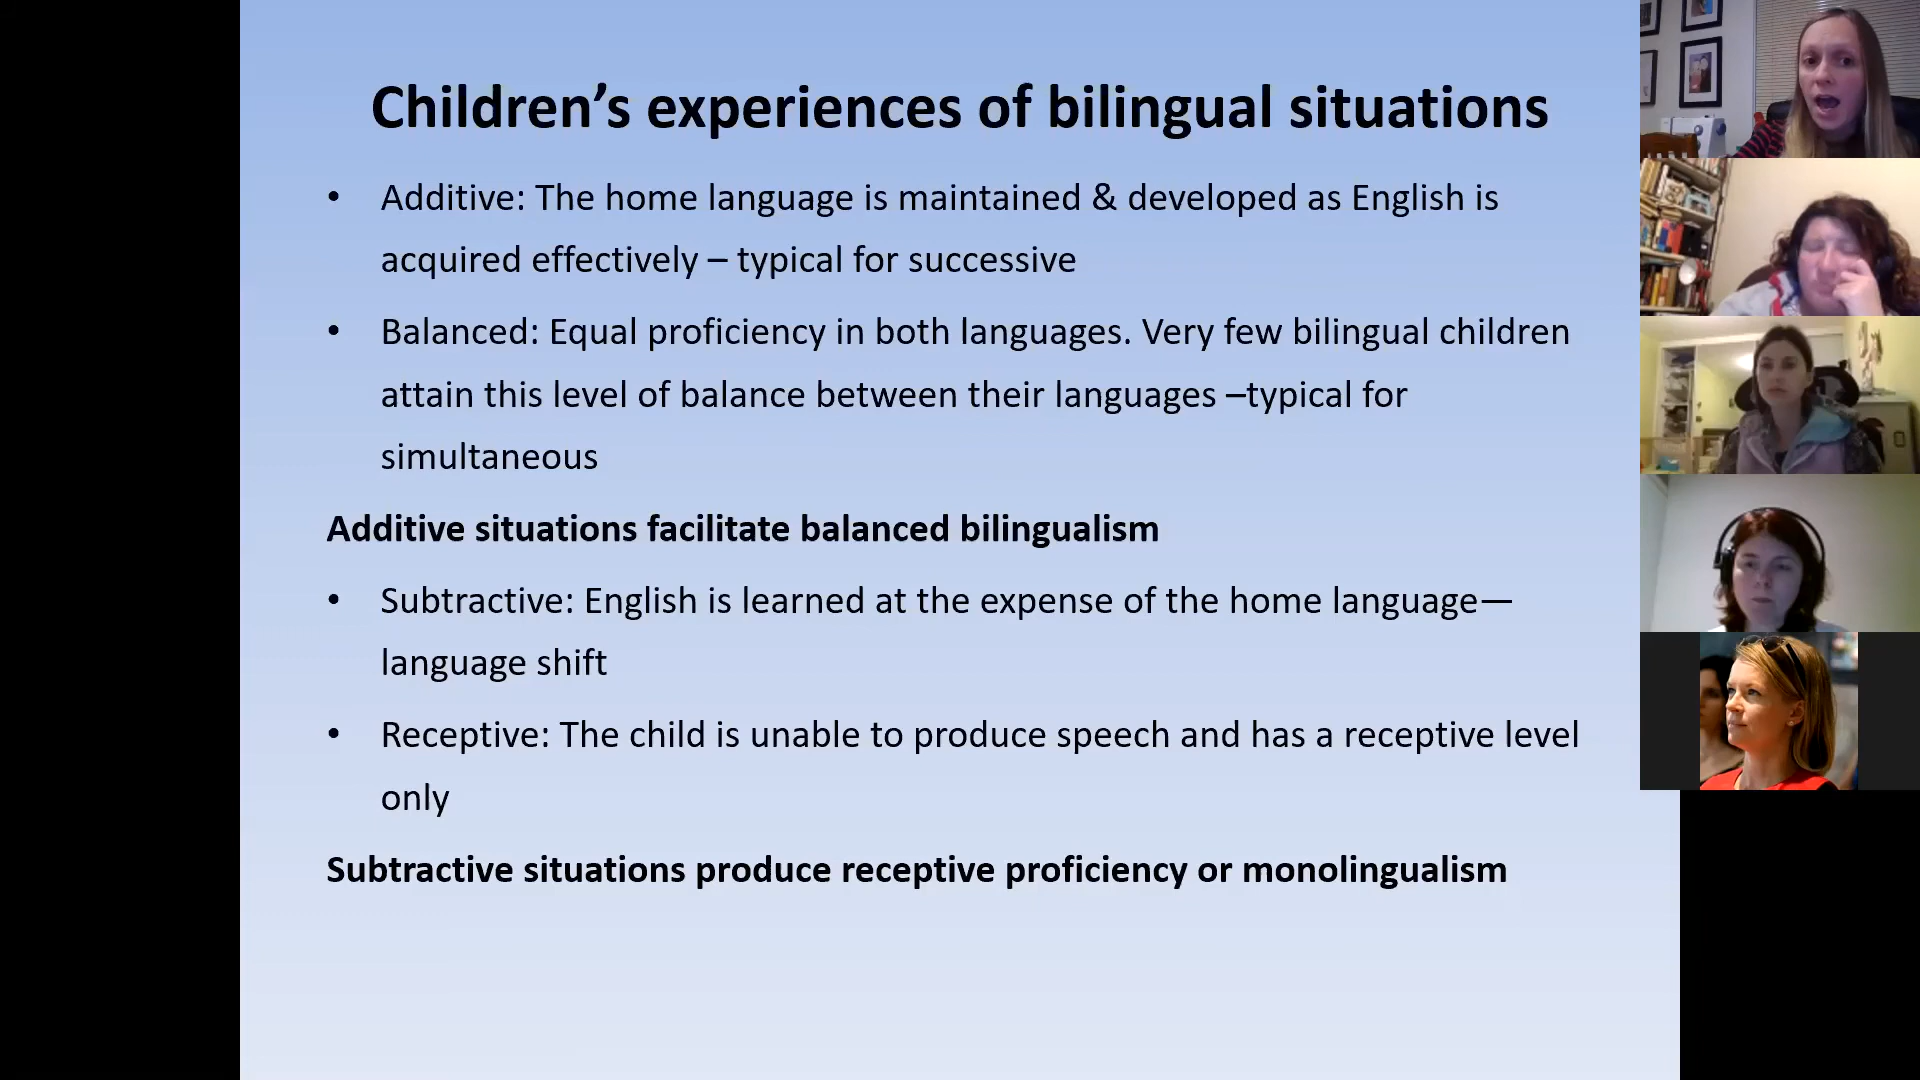 Children’s experiences of bilingual situations
• Additive: The home language is maintained & developed as English is
acquired effectively – typical for successive
• Balanced: Equal proficiency in both languages. Very few bilingual children
attain this level of balance between their languages –typical for
simultaneous
Additive situations facilitate balanced bilingualism
• Subtractive: English is learned at the expense of the home language—
language shift
• Receptive: The child is unable to produce speech and has a receptive level
only
Subtractive situations produce receptive proficiency or monolingualism